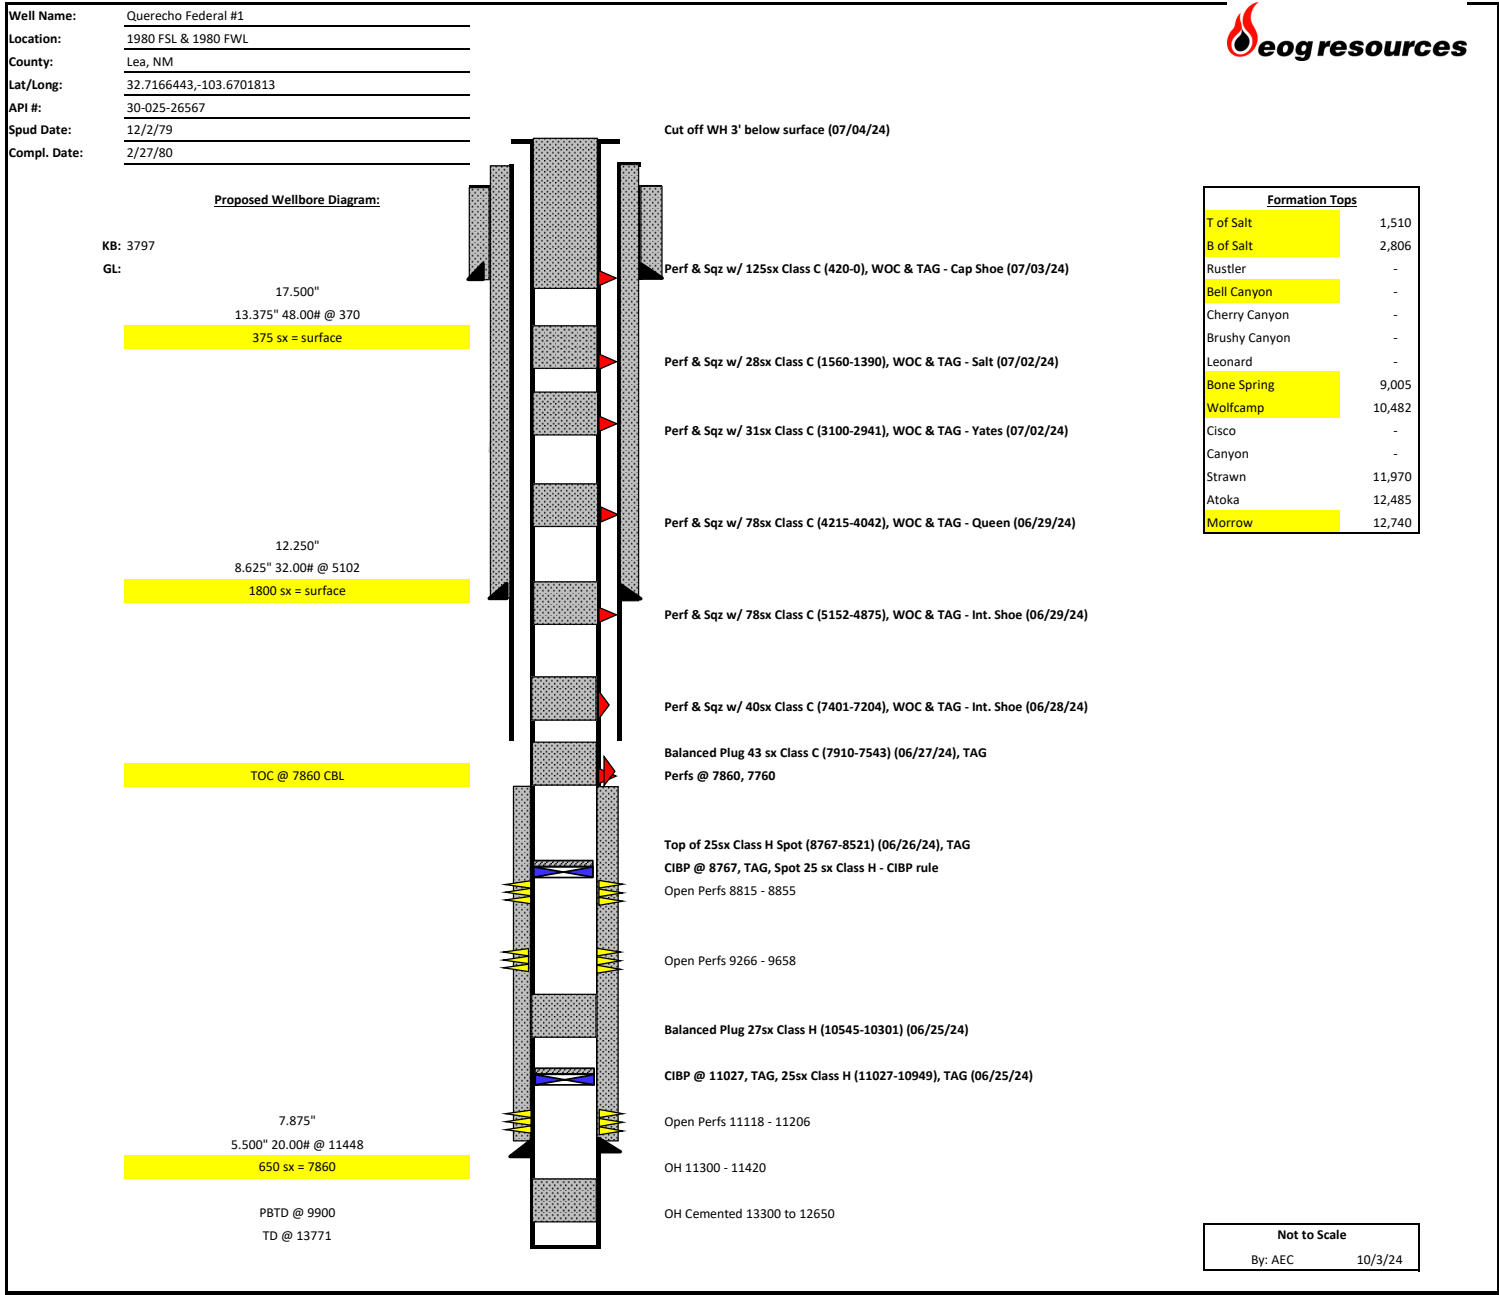 Well Name: Querecho Federal #1
Location: 1980 FSL & 1980 FWL
County: Lea, NM
Lat/Long: 32.7166443,-103.6701813
API #: 30-025-26567
Spud Date: 12/2/79
Compl. Date: 2/27/80
eog resources
Proposed Wellbore Diagram:
KB: 3797
GL:
17.500"
13.375" 48.00# @ 370
375 sx = surface
12.250"
8.625" 32.00# @ 5102
1800 sx = surface
TOC @ 7860 CBL
7.875"
5.500" 20.00# @ 11448
650 sx = 7860
PBTD @ 9900
TD @ 13771
Cut off WH 3' below surface (07/04/24)
Perf & Sqz w/ 125sx Class C (420-0), WOC & TAG - Cap Shoe (07/03/24)
Perf & Sqz w/ 28sx Class C (1560-1390), WOC & TAG - Salt (07/02/24)
Perf & Sqz w/ 31sx Class C (3100-2941), WOC & TAG - Yates (07/02/24)
Perf & Sqz w/ 78sx Class C (4215-4042), WOC & TAG - Queen (06/29/24)
Perf & Sqz w/ 78sx Class C (5152-4875), WOC & TAG - Int. Shoe (06/29/24)
Perf & Sqz w/ 40sx Class C (7401-7204), WOC & TAG - Int. Shoe (06/28/24)
Balanced Plug 43 sx Class C (7910-7543) (06/27/24), TAG
Perfs @ 7860, 7760
Top of 25sx Class H Spot (8767-8521) (06/26/24), TAG
CIBP @ 8767, TAG, Spot 25 sx Class H - CIBP rule
Open Perfs 8815 - 8855
Open Perfs 9266 - 9658
Balanced Plug 27sx Class H (10545-10301) (06/25/24)
CIBP @ 11027, TAG, 25sx Class H (11027-10949), TAG (06/25/24)
Open Perfs 11118 - 11206
OH 11300 - 11420
OH Cemented 13300 to 12650
Formation Tops
T of Salt 1,510
B of Salt 2,806
Rustler -
Bell Canyon -
Cherry Canyon -
Brushy Canyon -
Leonard -
Bone Spring 9,005
Wolfcamp 10,482
Cisco -
Canyon -
Strawn 11,970
Atoka 12,485
Morrow 12,740
Not to Scale
By: AEC 10/3/24